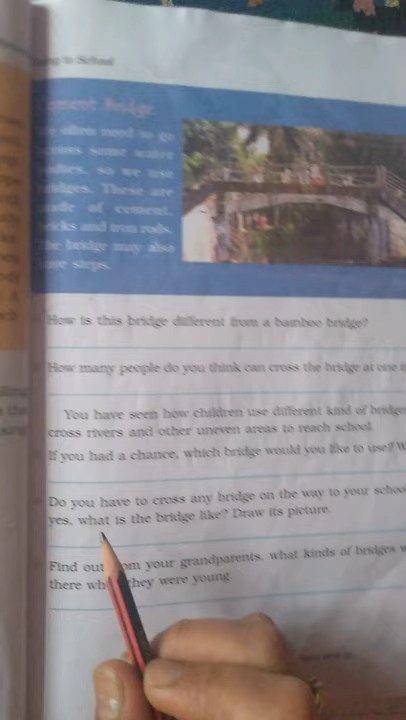 ing to School
Cement Bridge
We often need to go
across some water
bodies, so we use
bridges. These are
made of cement,
bricks and iron rods.
The bridge may also
have steps.
How is this bridge different from a bamboo bridge?
How many people do you think can cross the bridge at one
You have seen how children use different kind of bridge
cross rivers and other uneven areas to reach school.
If you had a chance, which bridge would you like to use? W
Do you have to cross any bridge on the way to your schoo
yes, what is the bridge like? Draw its picture.
Find out from your grandparents, what kinds of bridges w
there when they were young.